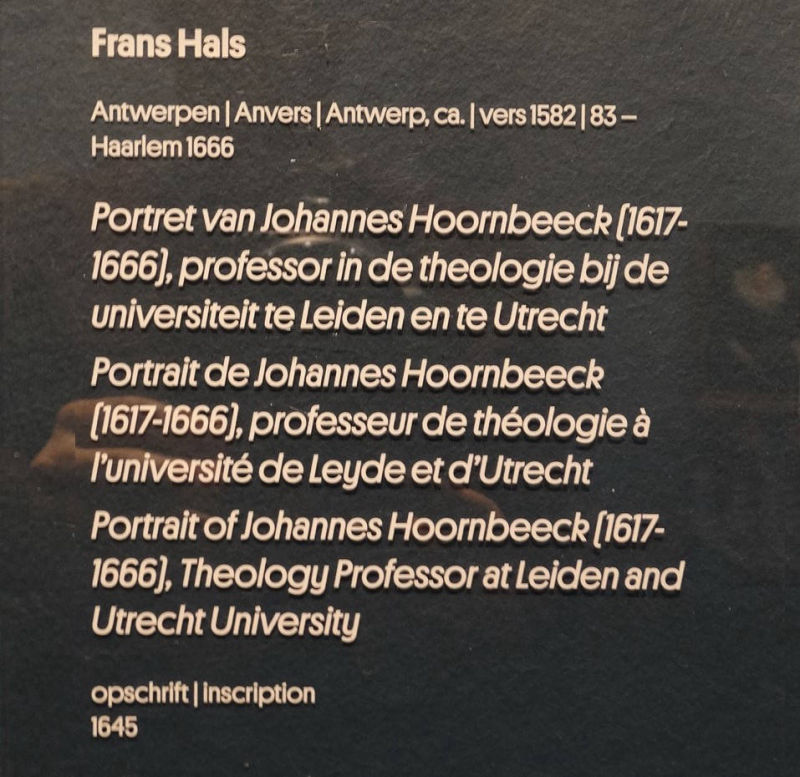 Frans Hals
Antwerpen | Anvers | Antwerp, ca. | vers 1582 | 83 –
Haarlem 1666
Portret van Johannes Hoornbeeck (1617-
1666), professor in de theologie bij de
universiteit te Leiden en te Utrecht
Portrait de Johannes Hoornbeeck
(1617-1666), professeur de théologie à
l'université de Leyde et d'Utrecht
Portrait of Johannes Hoornbeeck (1617-
1666), Theology Professor at Leiden and
Utrecht University
opschrift | inscription
1645